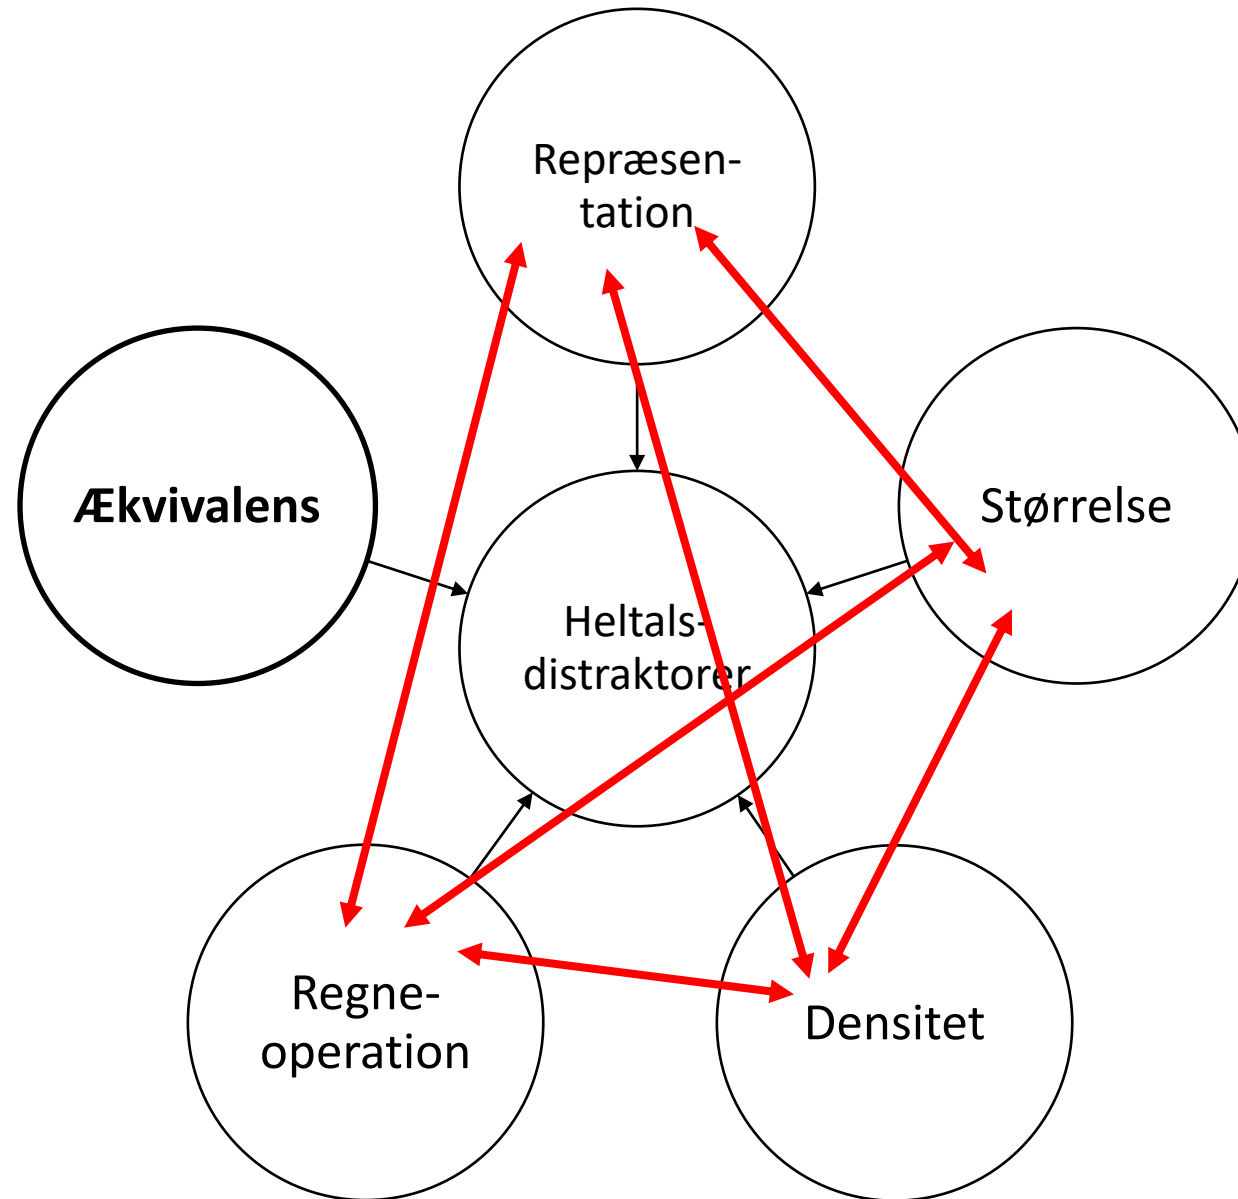 Repræsen-
tation
Ækvivalens
Størrelse
Heltals-
distraktorer
Regne-
operation
Densitet